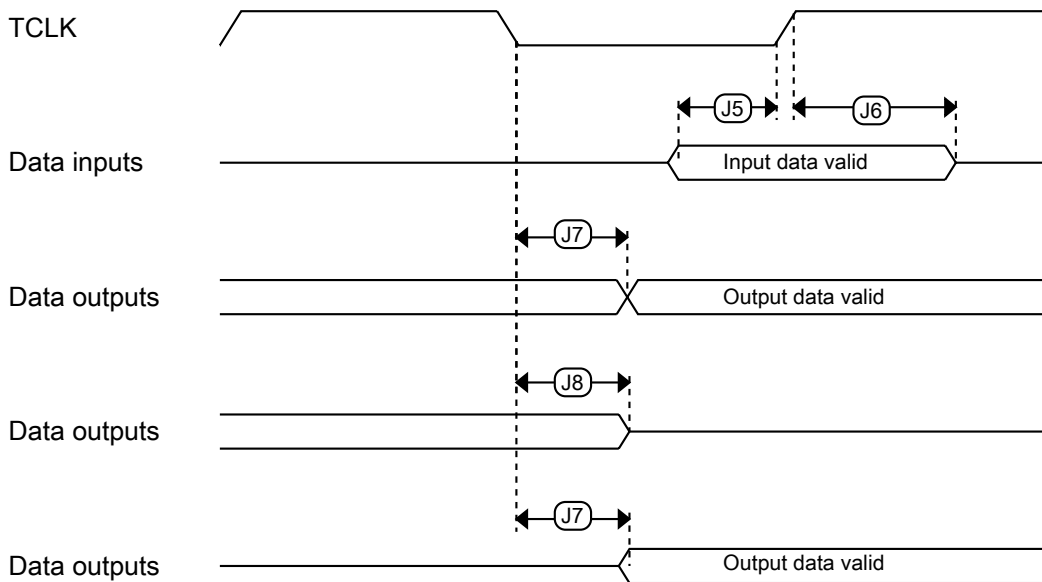 TCLK
J5
J6
Data inputs
Input data valid
J7
Data outputs
Output data valid
J8
Data outputs
J7
Data outputs
Output data valid